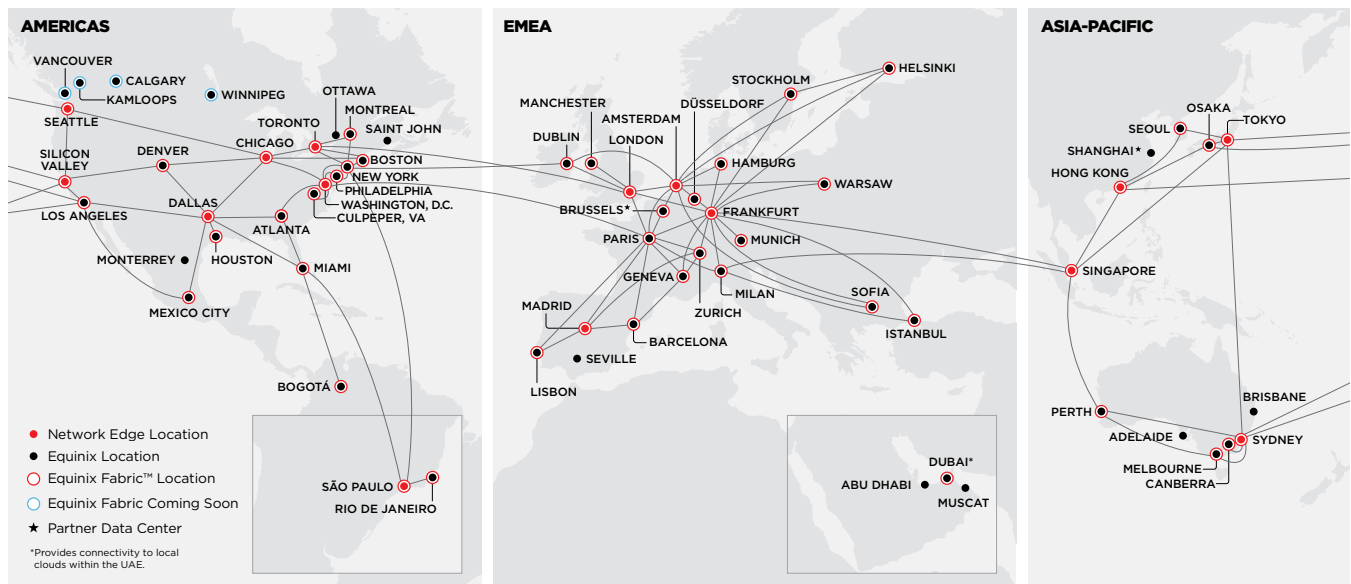 AMERICAS
VANCOUVER
CALGARY
KAMLOOPS
WINNIPEG
OTTAWA
MONTREAL
SEATTLE
TORONTO
SAINT JOHN
CHICAGO
SILICON
VALLEY
DENVER
BOSTON
NEW YORK
PHILADELPHIA
WASHINGTON, D.C.
CULPEPER, VA
LOS ANGELES
DALLAS
ATLANTA
MONTERREY
HOUSTON
MIAMI
MEXICO CITY
BOGOTÁ
SÃO PAULO
RIO DE JANEIRO
Network Edge Location
Equinix Location
Equinix Fabric™ Location
Equinix Fabric Coming Soon
★ Partner Data Center
*Provides connectivity to local
clouds within the UAE.
EMEA
HELSINKI
STOCKHOLM
MANCHESTER
DÜSSELDORF
AMSTERDAM
DUBLIN
LONDON
HAMBURG
WARSAW
BRUSSELS★
FRANKFURT
PARIS
MUNICH
GENEVA
MILAN
SOFIA
MADRID
ZURICH
ISTANBUL
BARCELONA
SEVILLE
LISBON
DUBAI*
ABU DHABI
MUSCAT
ASIA-PACIFIC
OSAKA
TOKYO
SEOUL
SHANGHAI★
HONG KONG
SINGAPORE
BRISBANE
PERTH
ADELAIDE
SYDNEY
MELBOURNE
CANBERRA